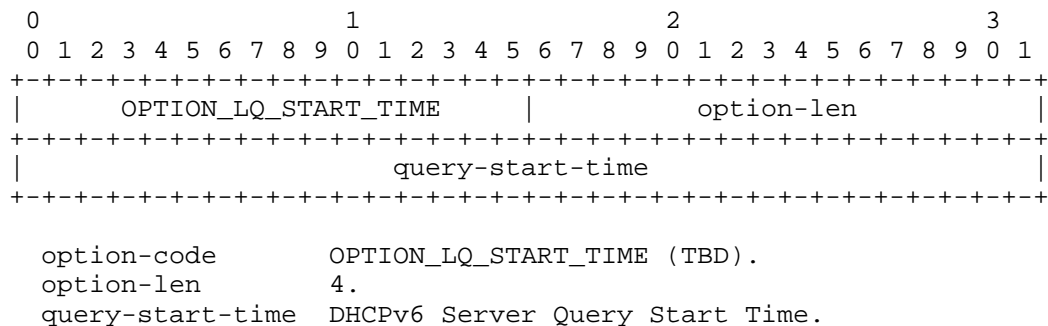 0                   1                   2                   3
 0 1 2 3 4 5 6 7 8 9 0 1 2 3 4 5 6 7 8 9 0 1 2 3 4 5 6 7 8 9 0 1
+-+-+-+-+-+-+-+-+-+-+-+-+-+-+-+-+-+-+-+-+-+-+-+-+-+-+-+-+-+-+-+-+
|      OPTION_LQ_START_TIME     |          option-len           |
+-+-+-+-+-+-+-+-+-+-+-+-+-+-+-+-+-+-+-+-+-+-+-+-+-+-+-+-+-+-+-+-+
|                       query-start-time                        |
+-+-+-+-+-+-+-+-+-+-+-+-+-+-+-+-+-+-+-+-+-+-+-+-+-+-+-+-+-+-+-+-+
  option-code       OPTION_LQ_START_TIME (TBD).
  option-len        4.
  query-start-time  DHCPv6 Server Query Start Time.